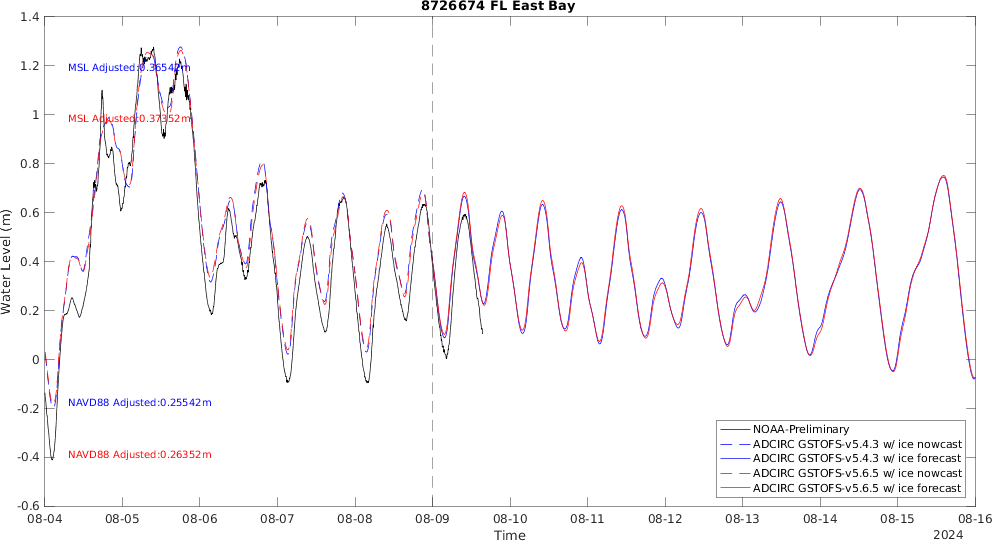 8726674 FL East Bay
1.4
1.2
1
0.8
0.6
0.4
0.2
0
-0.2
-0.4
-0.6
Water Level (m)
MSL Adjusted:0.36542m
MSL Adjusted:0.37352m
NAVD88 Adjusted:0.25542m
NAVD88 Adjusted:0.26352m
NOAA-Preliminary
ADCIRC GSTOFS-v5.4.3 w/ ice nowcast
ADCIRC GSTOFS-v5.4.3 w/ ice forecast
ADCIRC GSTOFS-v5.6.5 w/ ice nowcast
ADCIRC GSTOFS-v5.6.5 w/ ice forecast
08-04 08-05 08-06 08-07 08-08 08-09 08-10 08-11 08-12 08-13 08-14 08-15 08-16
Time
2024